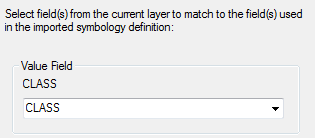 Select field(s) from the current layer to match to the field(s) used
in the imported symbology definition:
Value Field
CLASS
CLASS